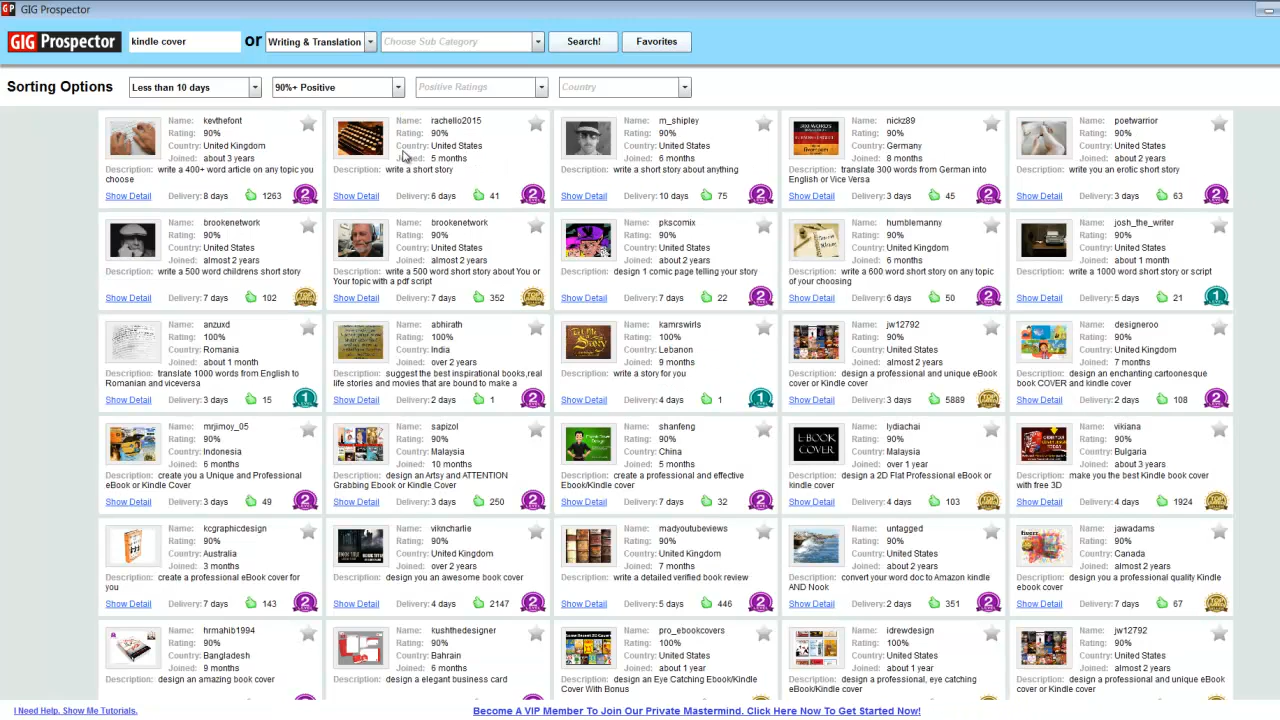 GP GIG Prospector
GIG Prospector kindle cover or Writing & Translation Choose Sub Category Search! Favorites
Sorting Options Less than 10 days 90%+ Positive Positive Ratings Country
Name: kevthefont
Rating: 90%
Country: United Kingdom
Joined: about 3 years
Description: write a 400+ word article on any topic you
choose
Show Detail Delivery: 8 days 1263 2
Name: rachello2015
Rating: 90%
Country: United States
Joined: 5 months
Description: write a short story
Show Detail Delivery: 6 days 41 2
Name: m_shipley
Rating: 90%
Country: United States
Joined: 6 months
Description: write a short story about anything
Show Detail Delivery: 10 days 75 2
Name: nickz89
Rating: 90%
Country: Germany
Joined: 8 months
Description: translate 300 words from German into
English or Vice Versa
Show Detail Delivery: 3 days 45 2
Name: poetwarrior
Rating: 90%
Country: United States
Joined: about 2 years
Description: write you an erotic short story
Show Detail Delivery: 3 days 63 2
Name: brookenetwork
Rating: 90%
Country: United States
Joined: almost 2 years
Description: write a 500 word childrens short story
Show Detail Delivery: 7 days 102
Name: brookenetwork
Rating: 90%
Country: United States
Joined: almost 2 years
Description: write a 500 word short story about You or
Your topic with a pdf script
Show Detail Delivery: 7 days 352
Name: pkscomix
Rating: 90%
Country: United States
Joined: about 2 years
Description: design 1 comic page telling your story
Show Detail Delivery: 7 days 22 2
Name: humblemanny
Rating: 90%
Country: United Kingdom
Joined: 6 months
Description: write a 600 word short story on any topic
of your choosing
Show Detail Delivery: 6 days 50 2
Name: josh_the_writer
Rating: 90%
Country: United States
Joined: about 1 month
Description: write a 1000 word short story or script
Show Detail Delivery: 5 days 21 1
Name: anzuxd
Rating: 100%
Country: Romania
Joined: about 1 month
Description: translate 1000 words from English to
Romanian and viceversa
Show Detail Delivery: 3 days 15 1
Name: abhirath
Rating: 100%
Country: India
Joined: over 2 years
Description: suggest the best inspirational books,real
life stories and movies that are bound to make a
Show Detail Delivery: 2 days 1 2
Name: kamrswirls
Rating: 100%
Country: Lebanon
Joined: 9 months
Description: write a story for you
Show Detail Delivery: 4 days 1 1
Name: jw12792
Rating: 90%
Country: United States
Joined: almost 2 years
Description: design a professional and unique eBook
cover or Kindle cover
Show Detail Delivery: 3 days 5889
Name: designeroo
Rating: 90%
Country: United Kingdom
Joined: 7 months
Description: design an enchanting cartoonesque
book COVER and kindle cover
Show Detail Delivery: 2 days 108 2
Name: mrjimoy_05
Rating: 90%
Country: Indonesia
Joined: 6 months
Description: create you a Unique and Professional
eBook or Kindle Cover
Show Detail Delivery: 3 days 49 2
Name: sapizol
Rating: 90%
Country: Malaysia
Joined: 10 months
Description: design an Artsy and ATTENTION
Grabbing Ebook or Kindle Cover
Show Detail Delivery: 3 days 250 2
Name: shanfeng
Rating: 90%
Country: China
Joined: 5 months
Description: create a professional and effective
Ebook/Kindle cover
Show Detail Delivery: 7 days 32 2
E-BOOK
COVER
Name: lydiachai
Rating: 90%
Country: Malaysia
Joined: over 1 year
Description: design a 2D Flat Professional eBook or
kindle cover
Show Detail Delivery: 4 days 103
Name: vikiana
Rating: 90%
Country: Bulgaria
Joined: about 3 years
Description: make you the best Kindle book cover
with free 3D
Show Detail Delivery: 4 days 1924
Name: kcgraphicdesign
Rating: 90%
Country: Australia
Joined: 3 months
Description: create a professional eBook cover for
you
Show Detail Delivery: 7 days 143 2
Name: vikncharlie
Rating: 90%
Country: United Kingdom
Joined: over 2 years
Description: design you an awesome book cover
Show Detail Delivery: 4 days 2147 2
Name: madyoutubeviews
Rating: 90%
Country: United Kingdom
Joined: 7 months
Description: write a detailed verified book review
Show Detail Delivery: 5 days 446 2
Name: untagged
Rating: 90%
Country: United States
Joined: about 2 years
Description: convert your word doc to Amazon kindle
AND Nook
Show Detail Delivery: 2 days 351 2
fiverr
Name: jawadams
Rating: 90%
Country: Canada
Joined: almost 2 years
Description: design you a professional quality Kindle
ebook cover
Show Detail Delivery: 7 days 67
Name: hrmahib1994
Rating: 90%
Country: Bangladesh
Joined: 9 months
Description: design an amazing book cover
Name: kushthedesigner
Rating: 90%
Country: Bahrain
Joined: 6 months
Description: design a elegant business card
Name: pro_ebookcovers
Rating: 100%
Country: United States
Joined: about 1 year
Description: design an Eye Catching Ebook/Kindle
Cover With Bonus
Name: idrewdesign
Rating: 100%
Country: United States
Joined: about 1 year
Description: design a professional, eye catching
eBook/Kindle cover
Name: jw12792
Rating: 90%
Country: United States
Joined: almost 2 years
Description: design a professional and unique eBook
cover or Kindle cover
I Need Help. Show Me Tutorials. Become A VIP Member To Join Our Private Mastermind. Click Here Now To Get Started Now!